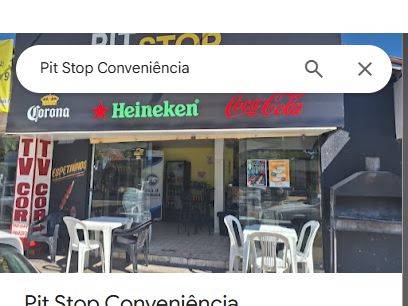 PIT STOP
Pit Stop Conveniência
Corona
Heineken
Coca-Cola
TV COR
TV COR
ESPETINHOS
Pit Stop Conveniência